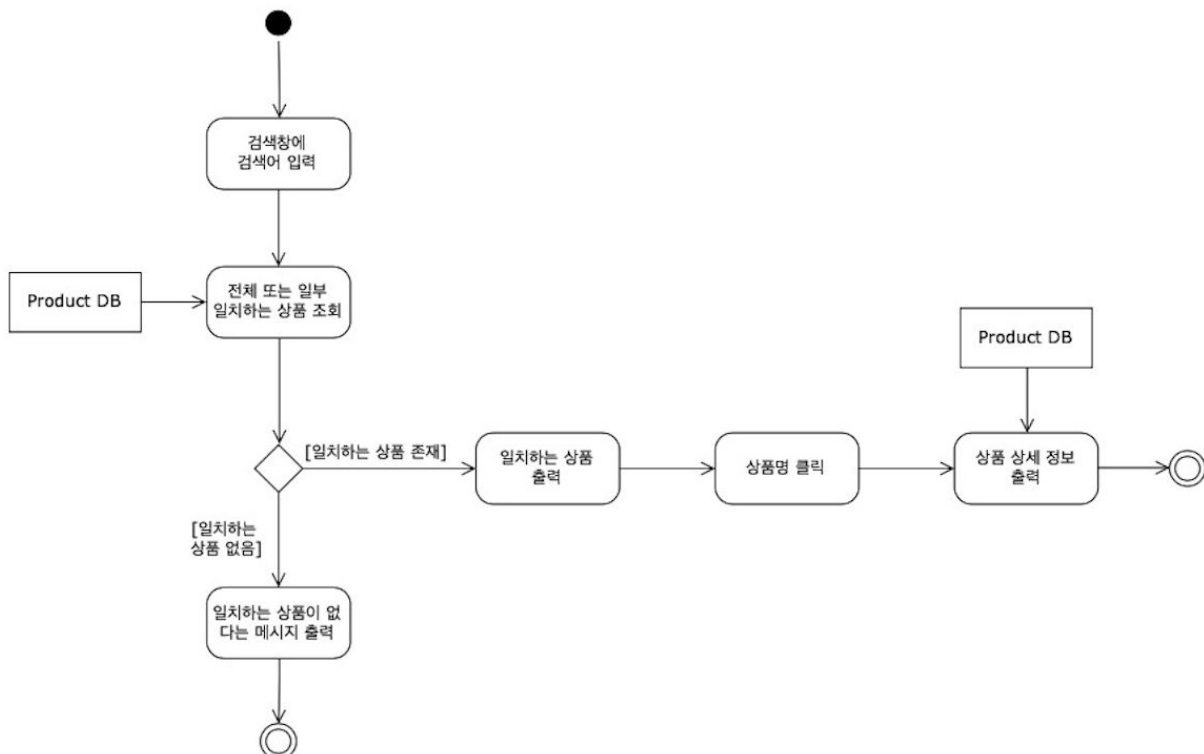 검색창에
검색어 입력
Product DB
전체 또는 일부
일치하는 상품 조회
Product DB
[일치하는 상품 존재]
일치하는 상품
출력
상품명 클릭
상품 상세 정보
출력
[일치하는
상품 없음]
일치하는 상품이 없
다는 메시지 출력